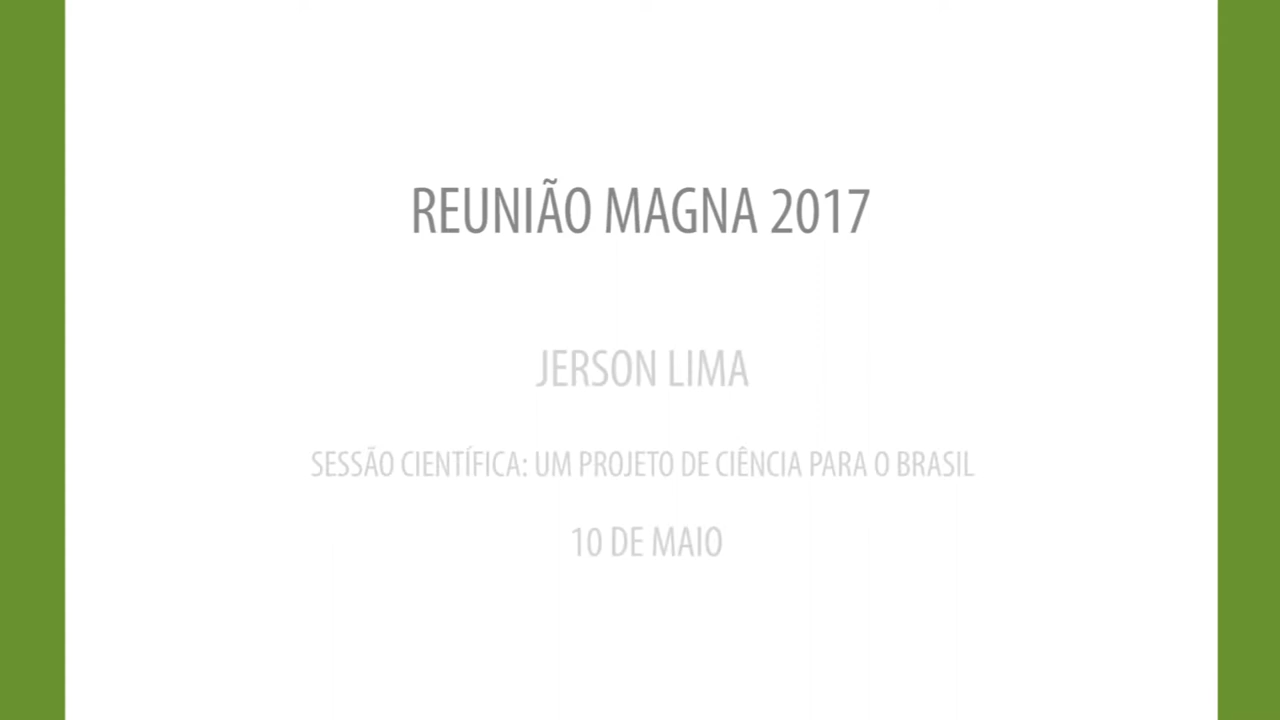 REUNIÃO MAGNA 2017
JERSON LIMA
SESSÃO CIENTÍFICA: UM PROJETO DE CIÊNCIA PARA O BRASIL
10 DE MAIO